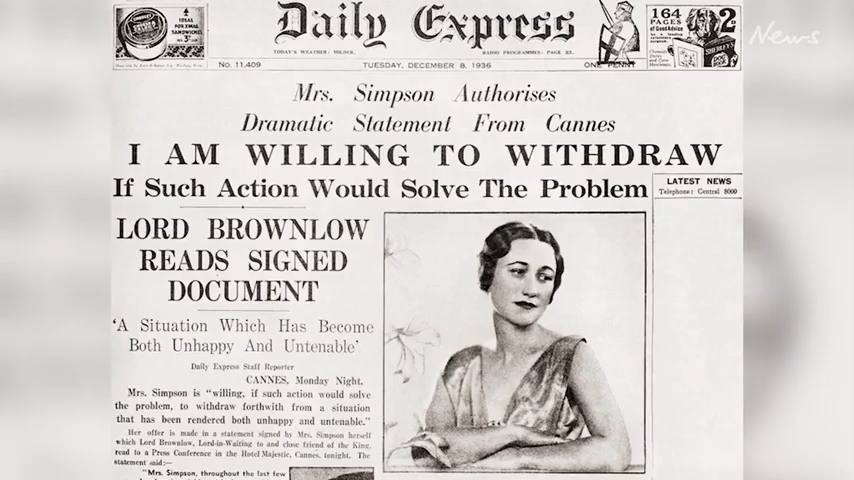 IDEAL
FOR XMAS
SANDWICHES
Daily Express
164
PAGES
of Good Advice
2D
SHERLEY'S
News
TODAY'S WEATHER: MILDER.
RADIO PROGRAMMES: PAGE 23.
No. 11,409
TUESDAY, DECEMBER 8, 1936
ONE PENNY
Mrs. Simpson Authorises
Dramatic Statement From Cannes
I AM WILLING TO WITHDRAW
If Such Action Would Solve The Problem
LATEST NEWS
Telephone: Central 8000
LORD BROWNLOW
READS SIGNED
DOCUMENT
'A Situation Which Has Become
Both Unhappy And Untenable'
Daily Express Staff Reporter
CANNES, Monday Night.
Mrs. Simpson is "willing, if such action would solve
the problem, to withdraw forthwith from a situation
that has been rendered both unhappy and untenable."
Her offer is made in a statement signed by Mrs. Simpson herself
which Lord Brownlow, Lord-in-Waiting to and close friend of the King,
read to a Press Conference in the Hotel Majestic, Cannes, tonight. The
statement said:—
"Mrs. Simpson, throughout the last few